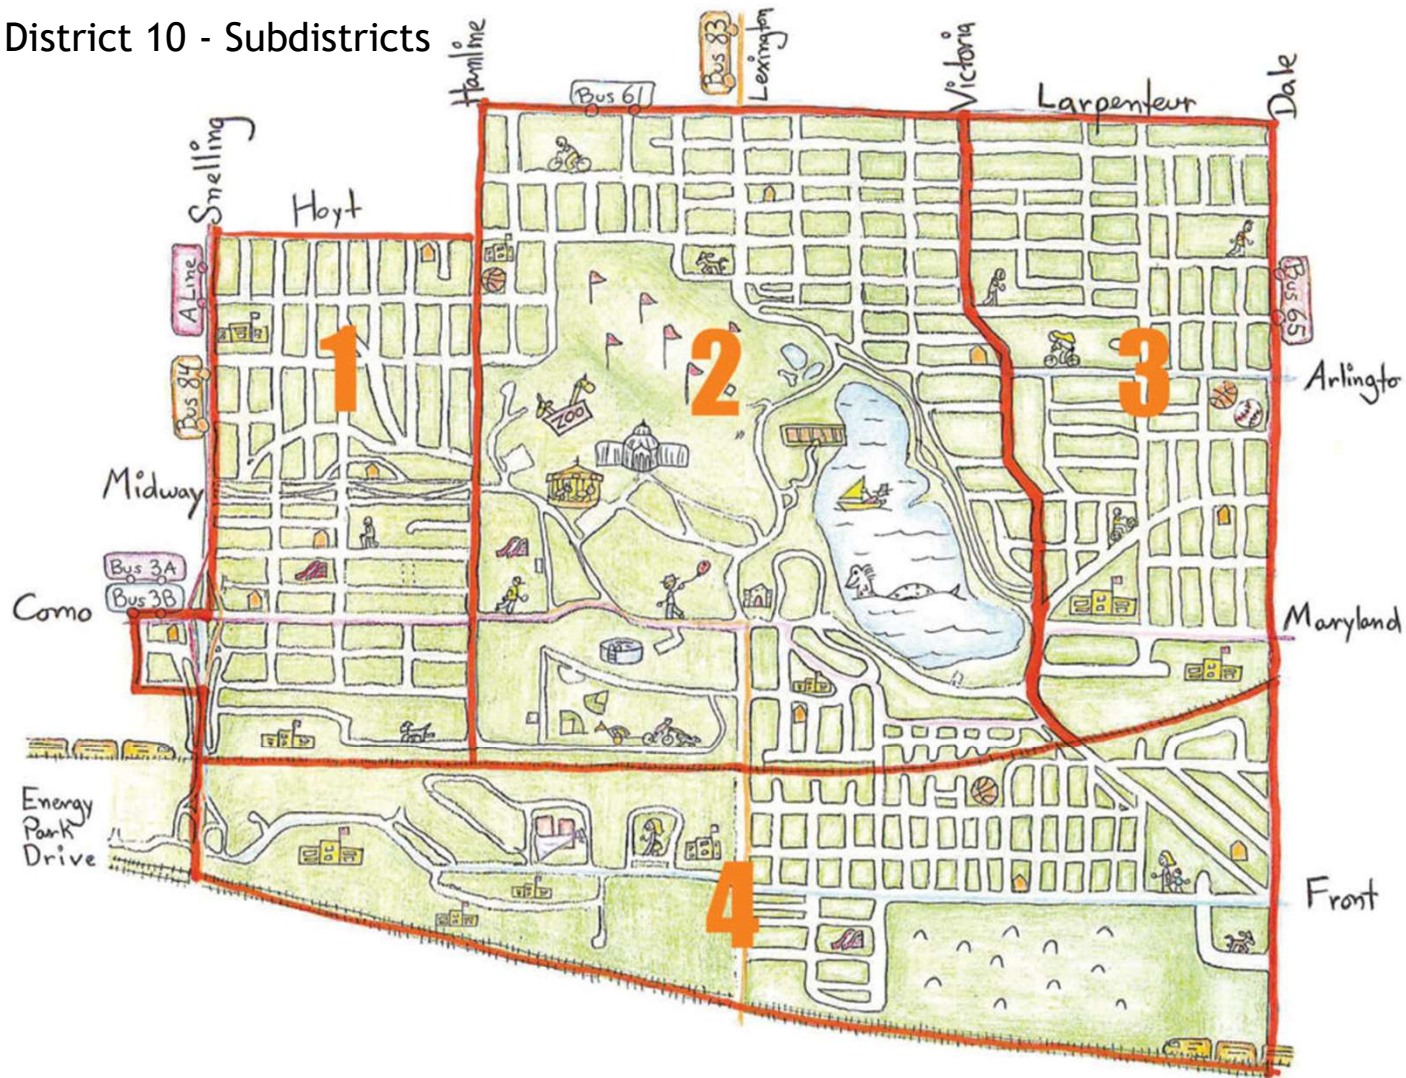 District 10 - Subdistricts
Hamline
Bus 83
Lexington
Victoria
Dale
Bus 61
Larpenteur
Snelling
Hoyt
A Line
Bus 65
1
2
3
Bus 84
Arlingto
ZOO
Midway
Bus 3A
Bus 3B
Como
Maryland
Energy
Park
Drive
4
Front